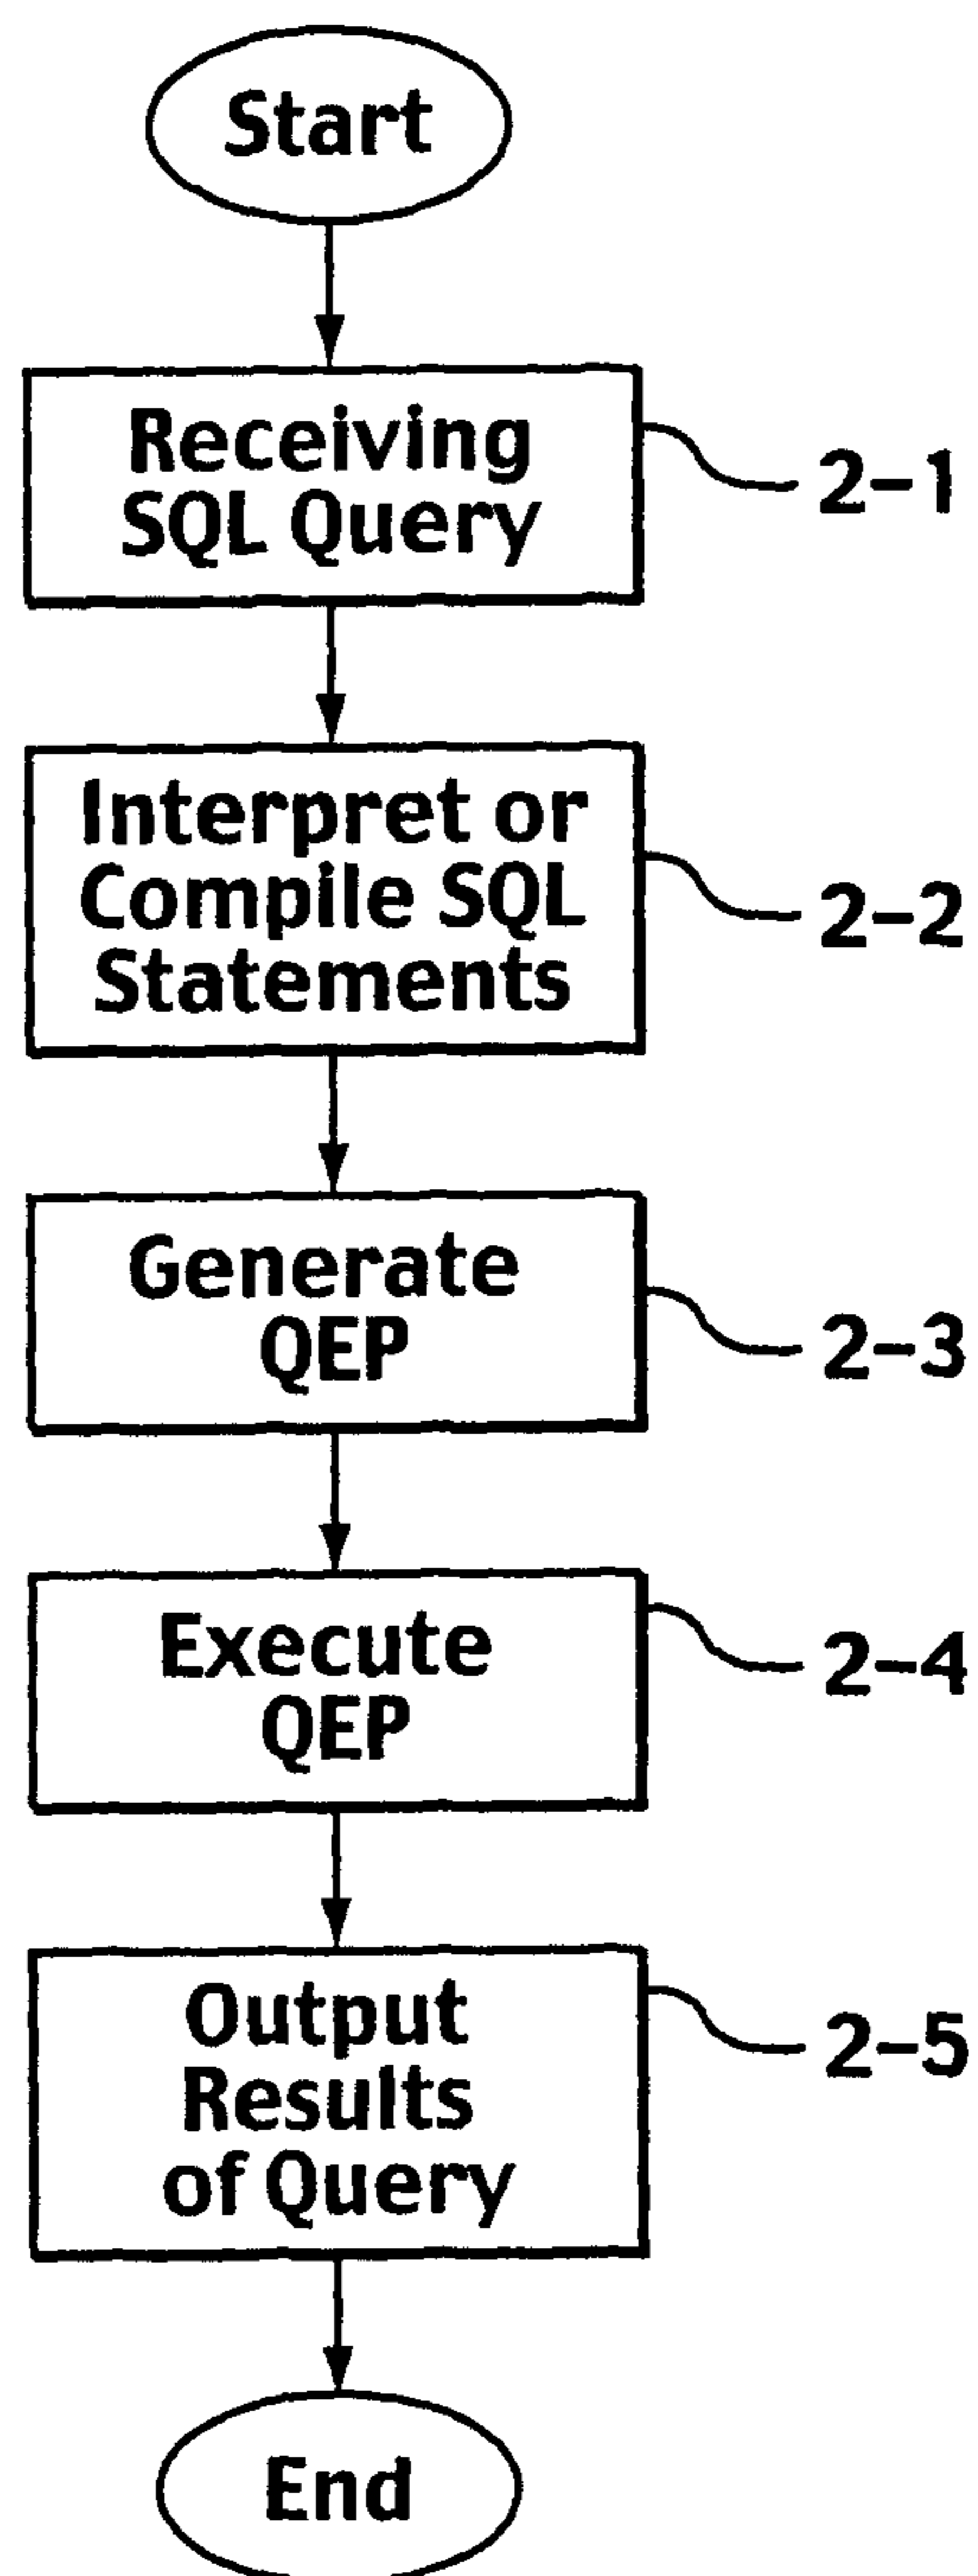 Start
Receiving
SQL Query
2-1
Interpret or
Compile SQL
Statements
2-2
Generate
QEP
2-3
Execute
QEP
2-4
Output
Results
of Query
2-5
End